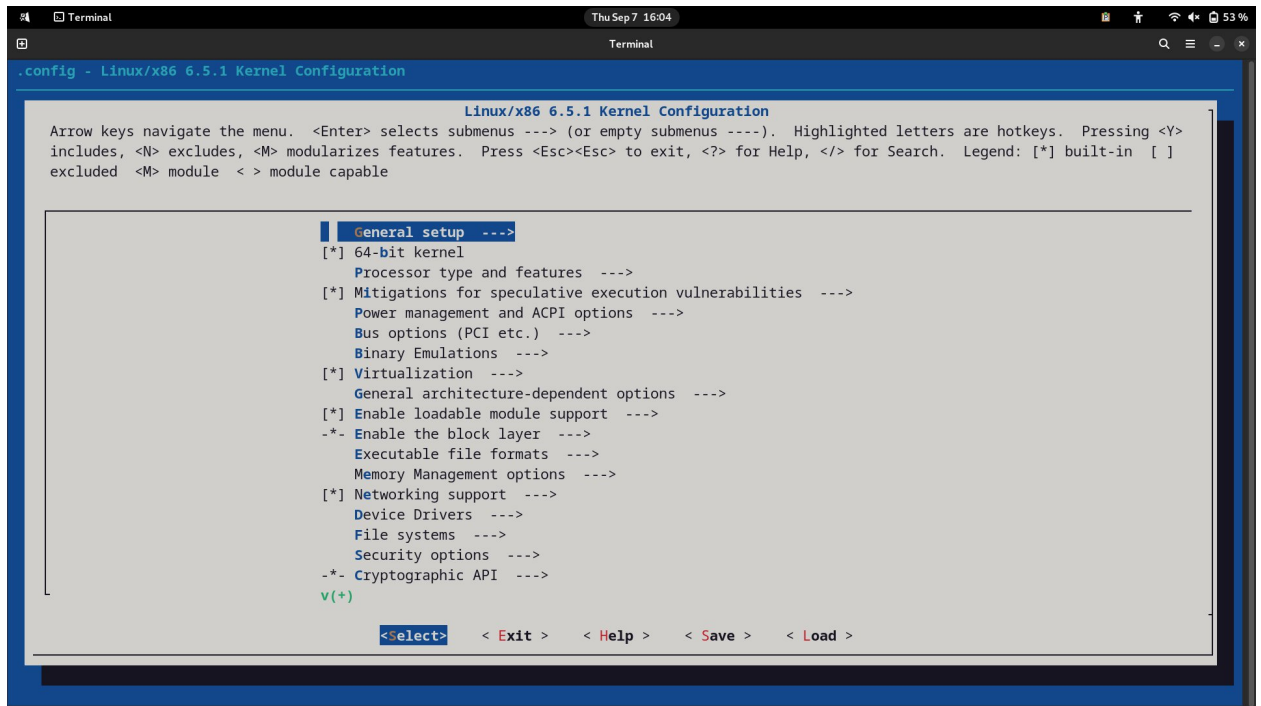 Terminal
Thu Sep 7 16:04
53 %
Terminal
.config - Linux/x86 6.5.1 Kernel Configuration
Linux/x86 6.5.1 Kernel Configuration
Arrow keys navigate the menu. <Enter> selects submenus ---> (or empty submenus ----). Highlighted letters are hotkeys. Pressing <Y>
includes, <N> excludes, <M> modularizes features. Press <Esc><Esc> to exit, <?> for Help, </> for Search. Legend: [*] built-in [ ]
excluded <M> module < > module capable
General setup --->
[*] 64-bit kernel
Processor type and features --->
[*] Mitigations for speculative execution vulnerabilities --->
Power management and ACPI options --->
Bus options (PCI etc.) --->
Binary Emulations --->
[*] Virtualization --->
General architecture-dependent options --->
[*] Enable loadable module support --->
-*- Enable the block layer --->
Executable file formats --->
Memory Management options --->
[*] Networking support --->
Device Drivers --->
File systems --->
Security options --->
-*- Cryptographic API --->
v(+)
<Select> < Exit > < Help > < Save > < Load >